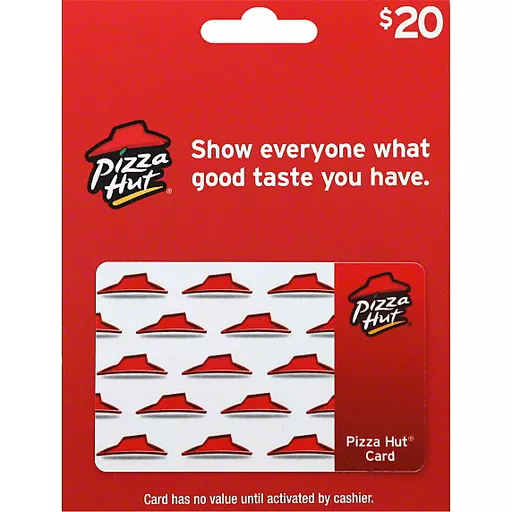 $20
Pizza
Hut®
Show everyone what
good taste you have.
Pizza
Hut®
Pizza Hut®
Card
Card has no value until activated by cashier.